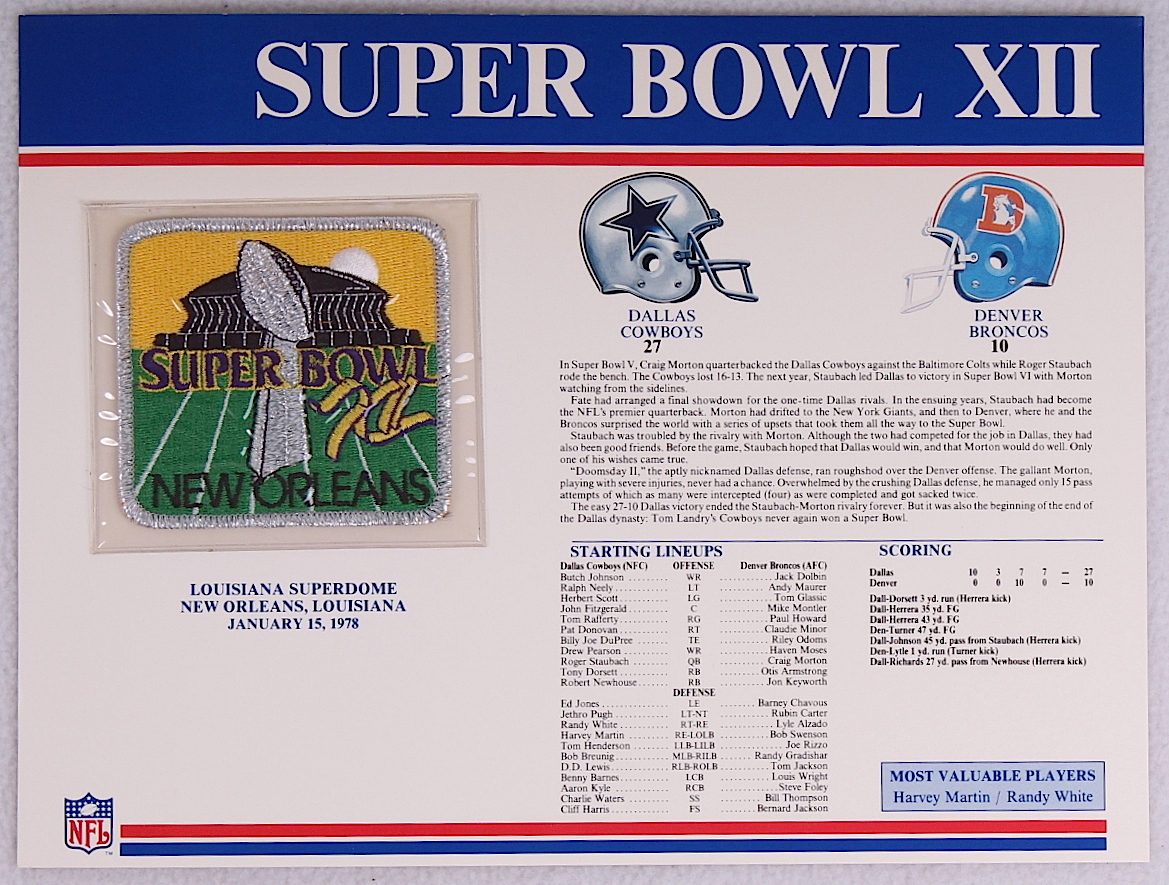 SUPER BOWL XII
SUPER BOWL
XII
NEW ORLEANS
LOUISIANA SUPERDOME
NEW ORLEANS, LOUISIANA
JANUARY 15, 1978
NFL
TM
D
DALLAS
COWBOYS
27
DENVER
BRONCOS
10
In Super Bowl V, Craig Morton quarterbacked the Dallas Cowboys against the Baltimore Colts while Roger Staubach
rode the bench. The Cowboys lost 16-13. The next year, Staubach led Dallas to victory in Super Bowl VI with Morton
watching from the sidelines.
Fate had arranged a final showdown for the one-time Dallas rivals. In the ensuing years, Staubach had become
the NFL's premier quarterback. Morton had drifted to the New York Giants, and then to Denver, where he and the
Broncos surprised the world with a series of upsets that took them all the way to the Super Bowl.
Staubach was troubled by the rivalry with Morton. Although the two had competed for the job in Dallas, they had
also been good friends. Before the game, Staubach hoped that Dallas would win, and that Morton would do well. Only
one of his wishes came true.
"Doomsday II," the aptly nicknamed Dallas defense, ran roughshod over the Denver offense. The gallant Morton,
playing with severe injuries, never had a chance. Overwhelmed by the crushing Dallas defense, he managed only 15 pass
attempts of which as many were intercepted (four) as were completed and got sacked twice.
The easy 27-10 Dallas victory ended the Staubach-Morton rivalry forever. But it was also the beginning of the end of
the Dallas dynasty: Tom Landry's Cowboys never again won a Super Bowl.
STARTING LINEUPS
Dallas Cowboys (NFC) OFFENSE Denver Broncos (AFC)
Butch Johnson ......... WR .......... Jack Dolbin
Ralph Neely ......... LT ......... Andy Maurer
Herbert Scott ......... LG ......... Tom Glassic
John Fitzgerald ......... C ......... Mike Montler
Tom Rafferty ......... RG ......... Paul Howard
Pat Donovan ......... RT ......... Claudie Minor
Billy Joe DuPree ......... TE ......... Riley Odoms
Drew Pearson ......... WR ......... Haven Moses
Roger Staubach ......... QB ......... Craig Morton
Tony Dorsett ......... RB ......... Otis Armstrong
Robert Newhouse ....... RB ......... Jon Keyworth
DEFENSE
Ed Jones ......... LE ....... Barney Chavous
Jethro Pugh ......... LT-NT ......... Rubin Carter
Randy White ......... RT-RE ......... Lyle Alzado
Harvey Martin ......... RE-LOLB ......... Bob Swenson
Tom Henderson ......... LLB-LILB ......... Joe Rizzo
Bob Breunig ......... MLB-RILB ....... Randy Gradishar
D.D. Lewis ......... RLB-ROLB ......... Tom Jackson
Benny Barnes ......... LCB ......... Louis Wright
Aaron Kyle ......... RCB ......... Steve Foley
Charlie Waters ......... SS ......... Bill Thompson
Cliff Harris ......... FS ....... Bernard Jackson
SCORING
Dallas 10 3 7 7 — 27
Denver 0 0 10 0 — 10
Dall-Dorsett 3 yd. run (Herrera kick)
Dall-Herrera 35 yd. FG
Dall-Herrera 43 yd. FG
Den-Turner 47 yd. FG
Dall-Johnson 45 yd. pass from Staubach (Herrera kick)
Den-Lytle 1 yd. run (Turner kick)
Dall-Richards 27 yd. pass from Newhouse (Herrera kick)
MOST VALUABLE PLAYERS
Harvey Martin / Randy White